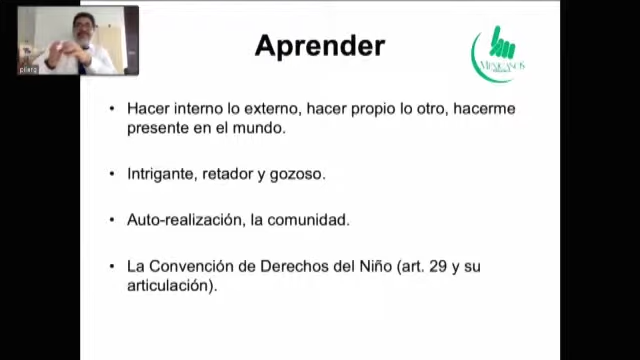 Aprender
MEXICANOS
• Hacer interno lo externo, hacer propio lo otro, hacerme
presente en el mundo.
• Intrigante, retador y gozoso.
• Auto-realización, la comunidad.
• La Convención de Derechos del Niño (art. 29 y su
articulación).